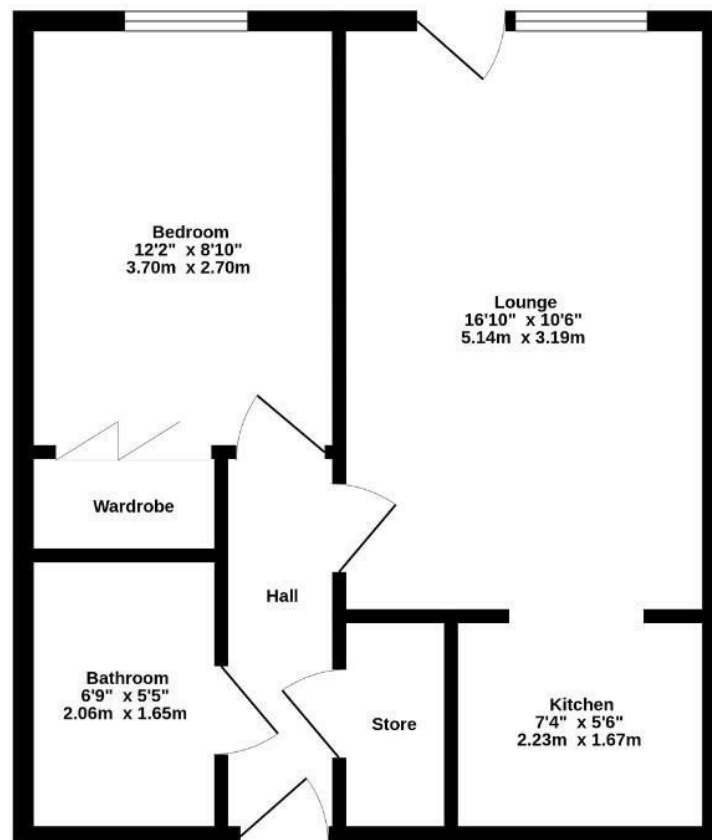 Bedroom
12'2" x 8'10"
3.70m x 2.70m
Lounge
16'10" x 10'6"
5.14m x 3.19m
Wardrobe
Hall
Bathroom
6'9" x 5'5"
2.06m x 1.65m
Store
Kitchen
7'4" x 5'6"
2.23m x 1.67m